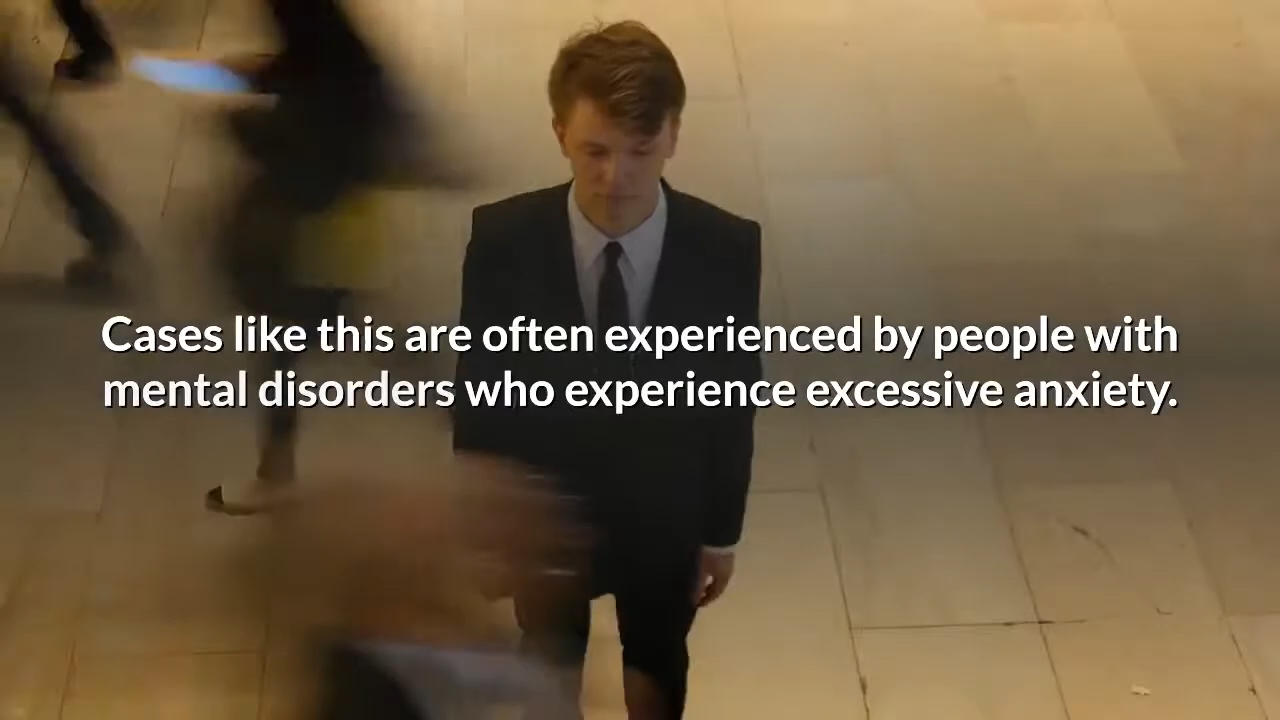 Cases like this are often experienced by people with
mental disorders who experience excessive anxiety.